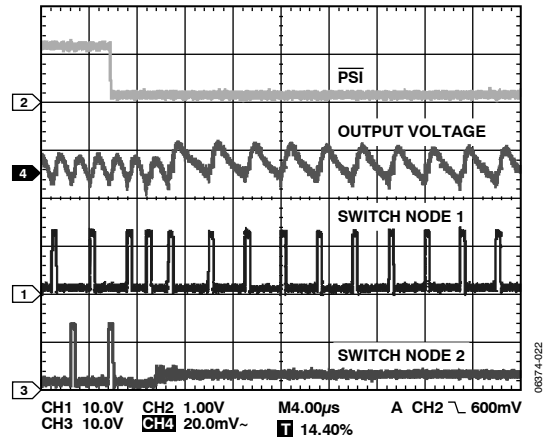 PSI
2
OUTPUT VOLTAGE
4
SWITCH NODE 1
1
SWITCH NODE 2
3
06374-022
CH1 10.0V CH2 1.00V M4.00µs A CH2 600mV
CH3 10.0V CH4 20.0mV~ T 14.40%